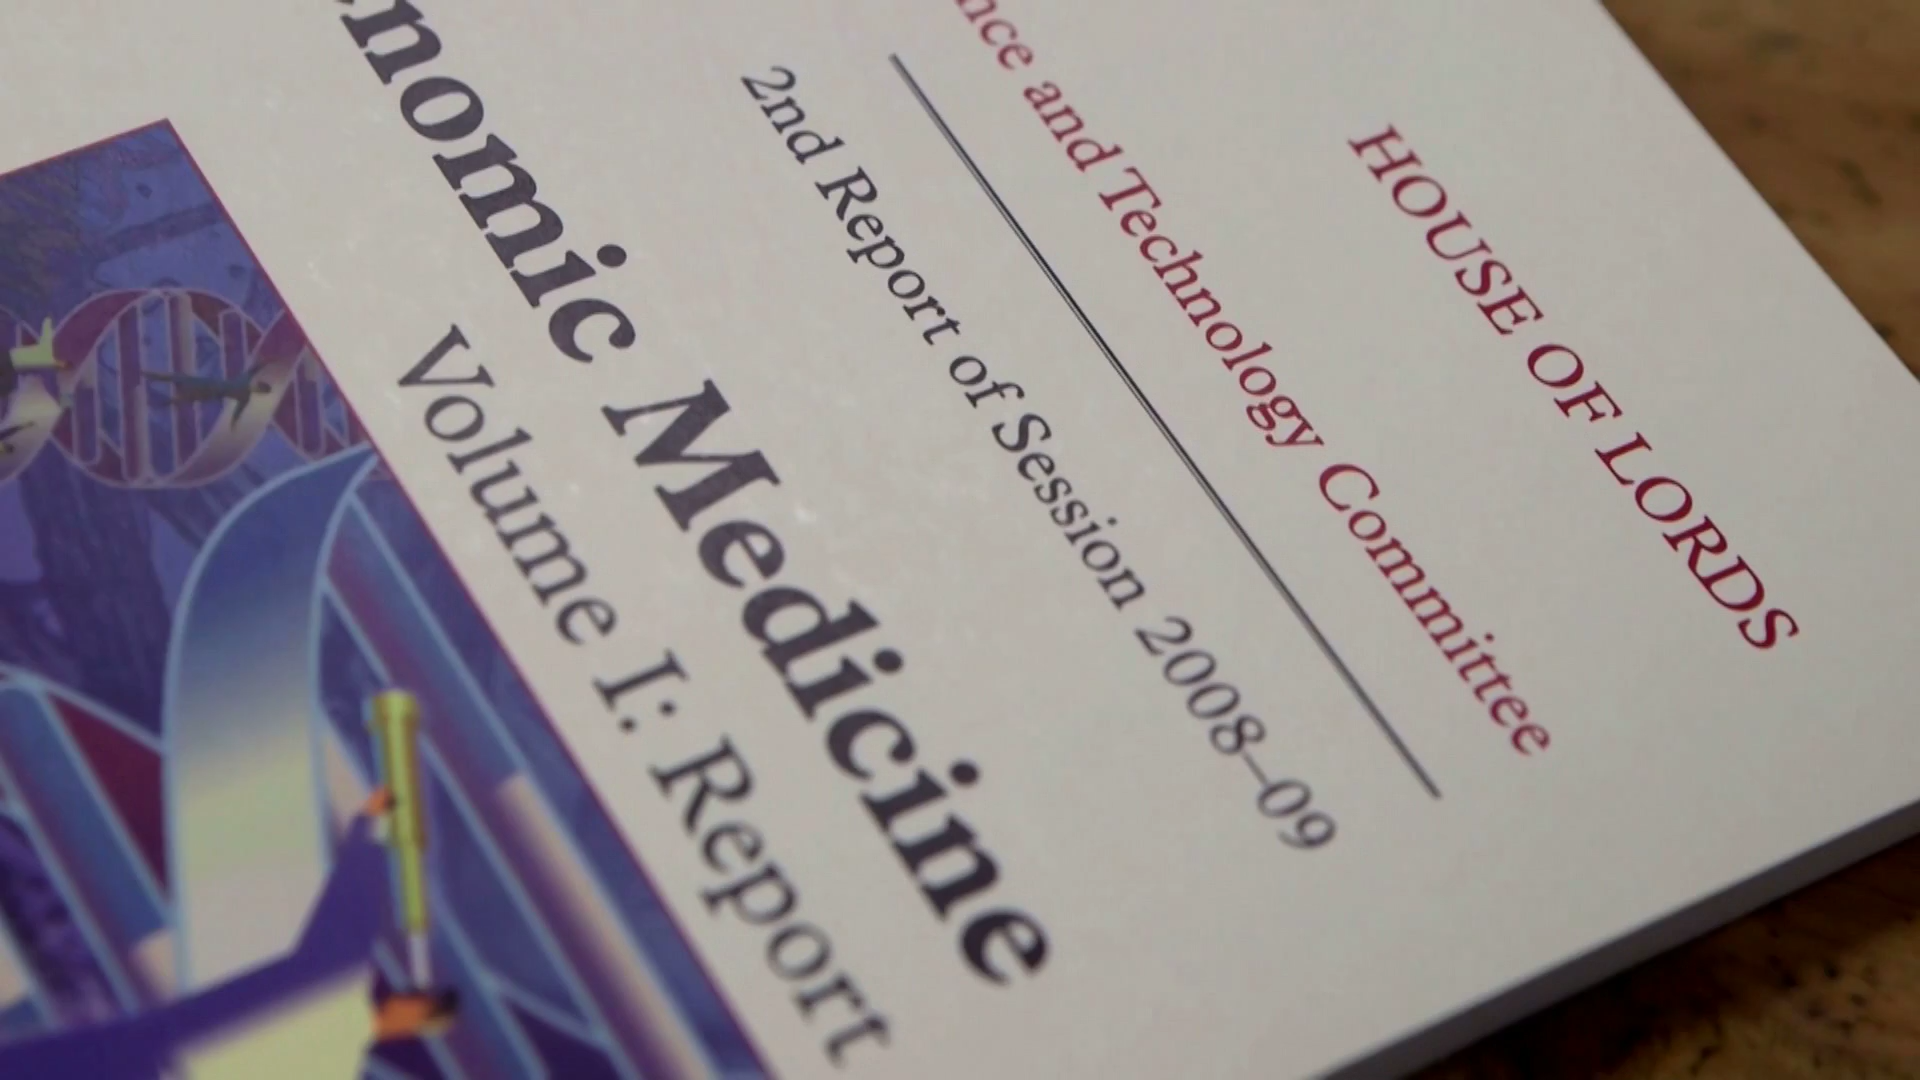 HOUSE OF LORDS
nce and Technology Committee
2nd Report of Session 2008–09
nomic Medicine
Volume I: Report